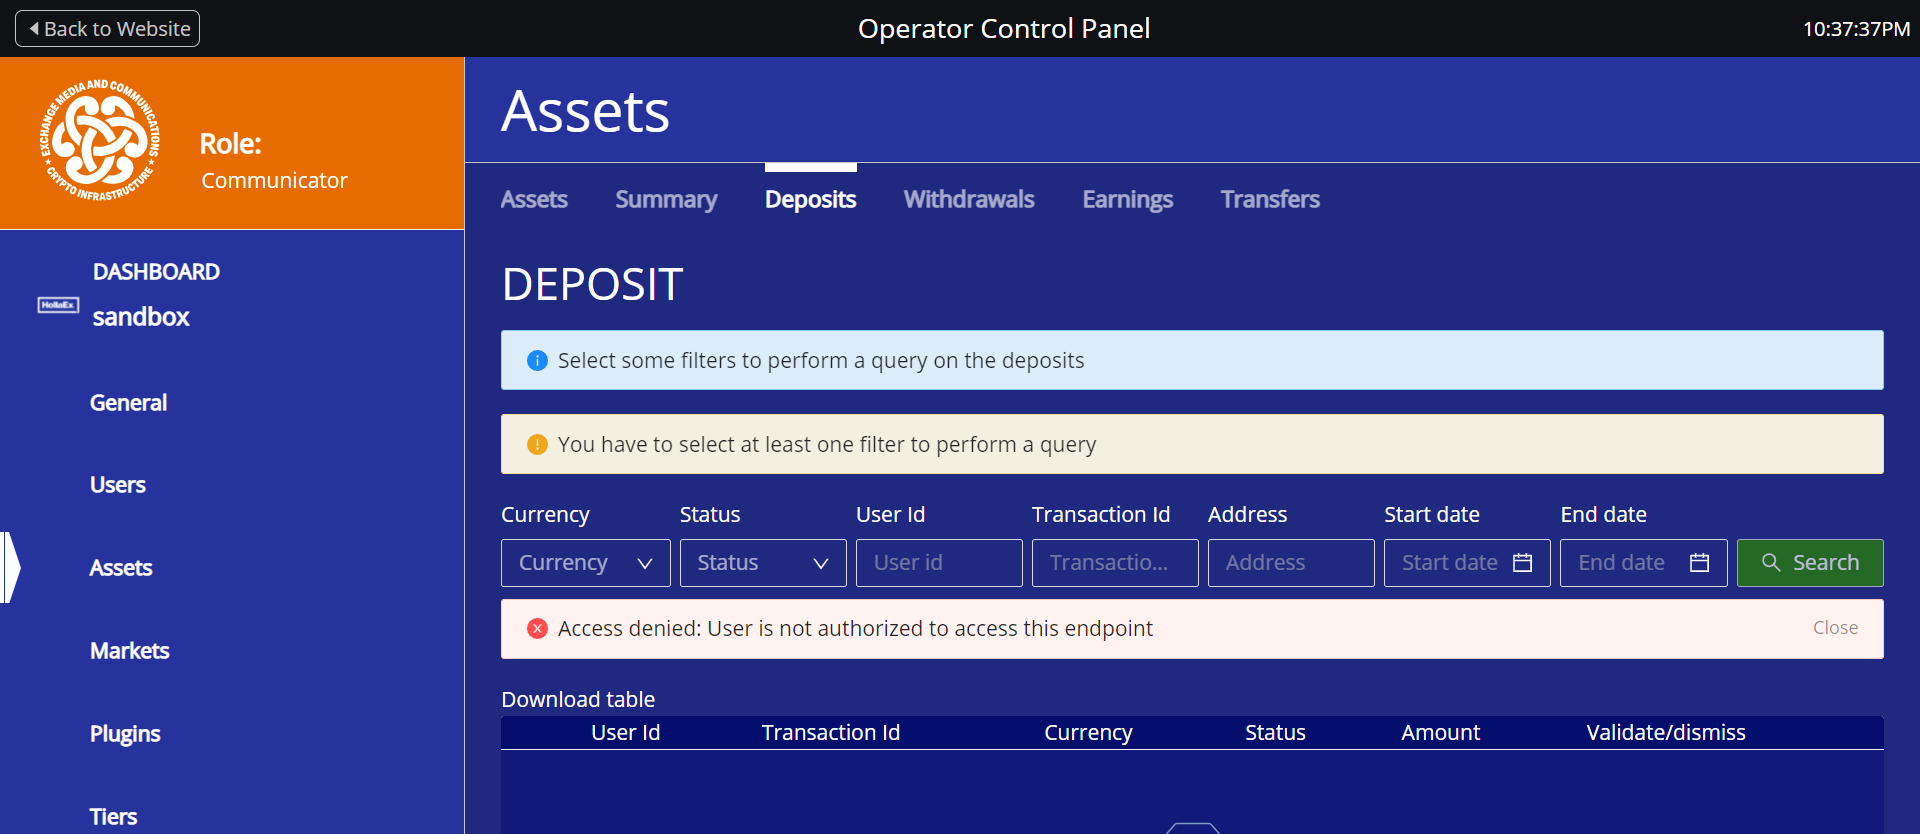 Back to Website
Operator Control Panel
10:37:37PM
EXCHANGE MEDIA AND COMMUNICATIONS
CRYPTO INFRASTRUCTURE
Role:
Communicator
DASHBOARD
HollaEx
sandbox
General
Users
Assets
Markets
Plugins
Tiers
Assets
Assets Summary Deposits Withdrawals Earnings Transfers
DEPOSIT
Select some filters to perform a query on the deposits
You have to select at least one filter to perform a query
Currency Status User Id Transaction Id Address Start date End date
Currency Status User id Transactio... Address Start date End date Search
Access denied: User is not authorized to access this endpoint Close
Download table
User Id Transaction Id Currency Status Amount Validate/dismiss